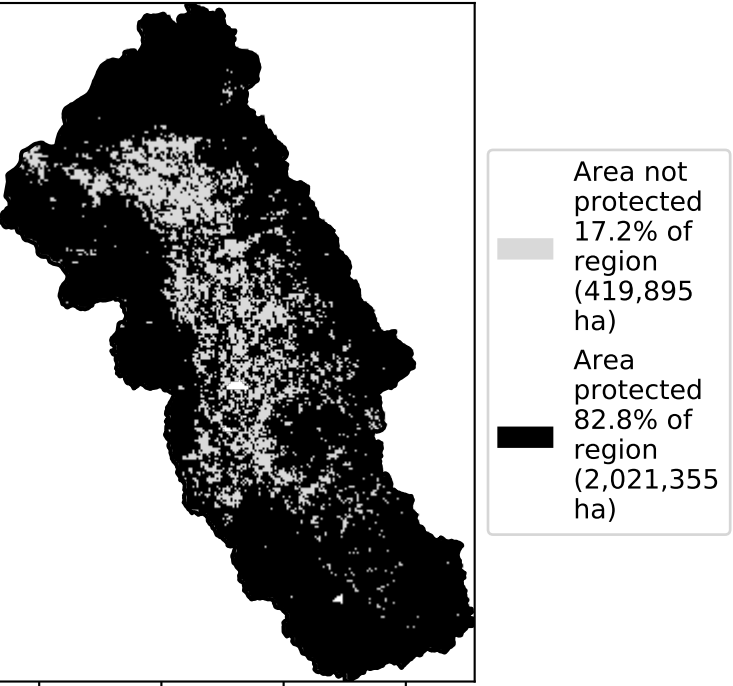 Area not
protected
17.2% of
region
(419,895
ha)
Area
protected
82.8% of
region
(2,021,355
ha)